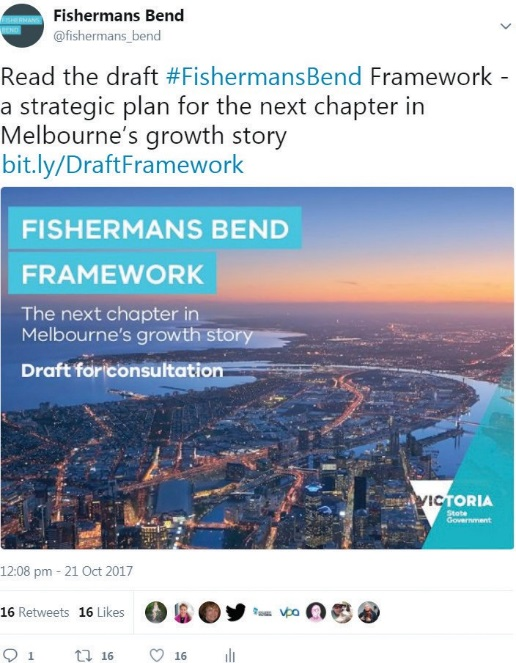 Fishermans Bend
@fishermans_bend
Read the draft #FishermansBend Framework -
a strategic plan for the next chapter in
Melbourne's growth story
bit.ly/DraftFramework
FISHERMANS BEND
FRAMEWORK
The next chapter in
Melbourne's growth story
Draft for consultation
VICTORIA
State
Government
12:08 pm - 21 Oct 2017
16 Retweets 16 Likes
vpa
1 16 16